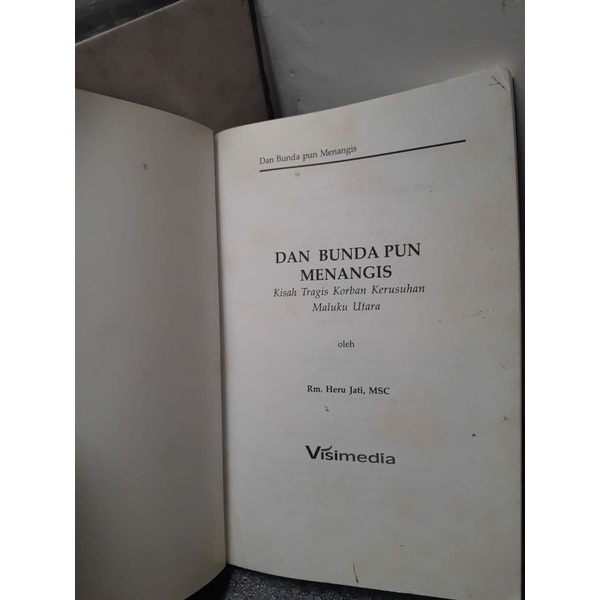 Dan Bunda pun Menangis
DAN BUNDA PUN
MENANGIS
Kisah Tragis Korban Kerusuhan
Maluku Utara
oleh
Rm. Heru Jati, MSC
Visimedia